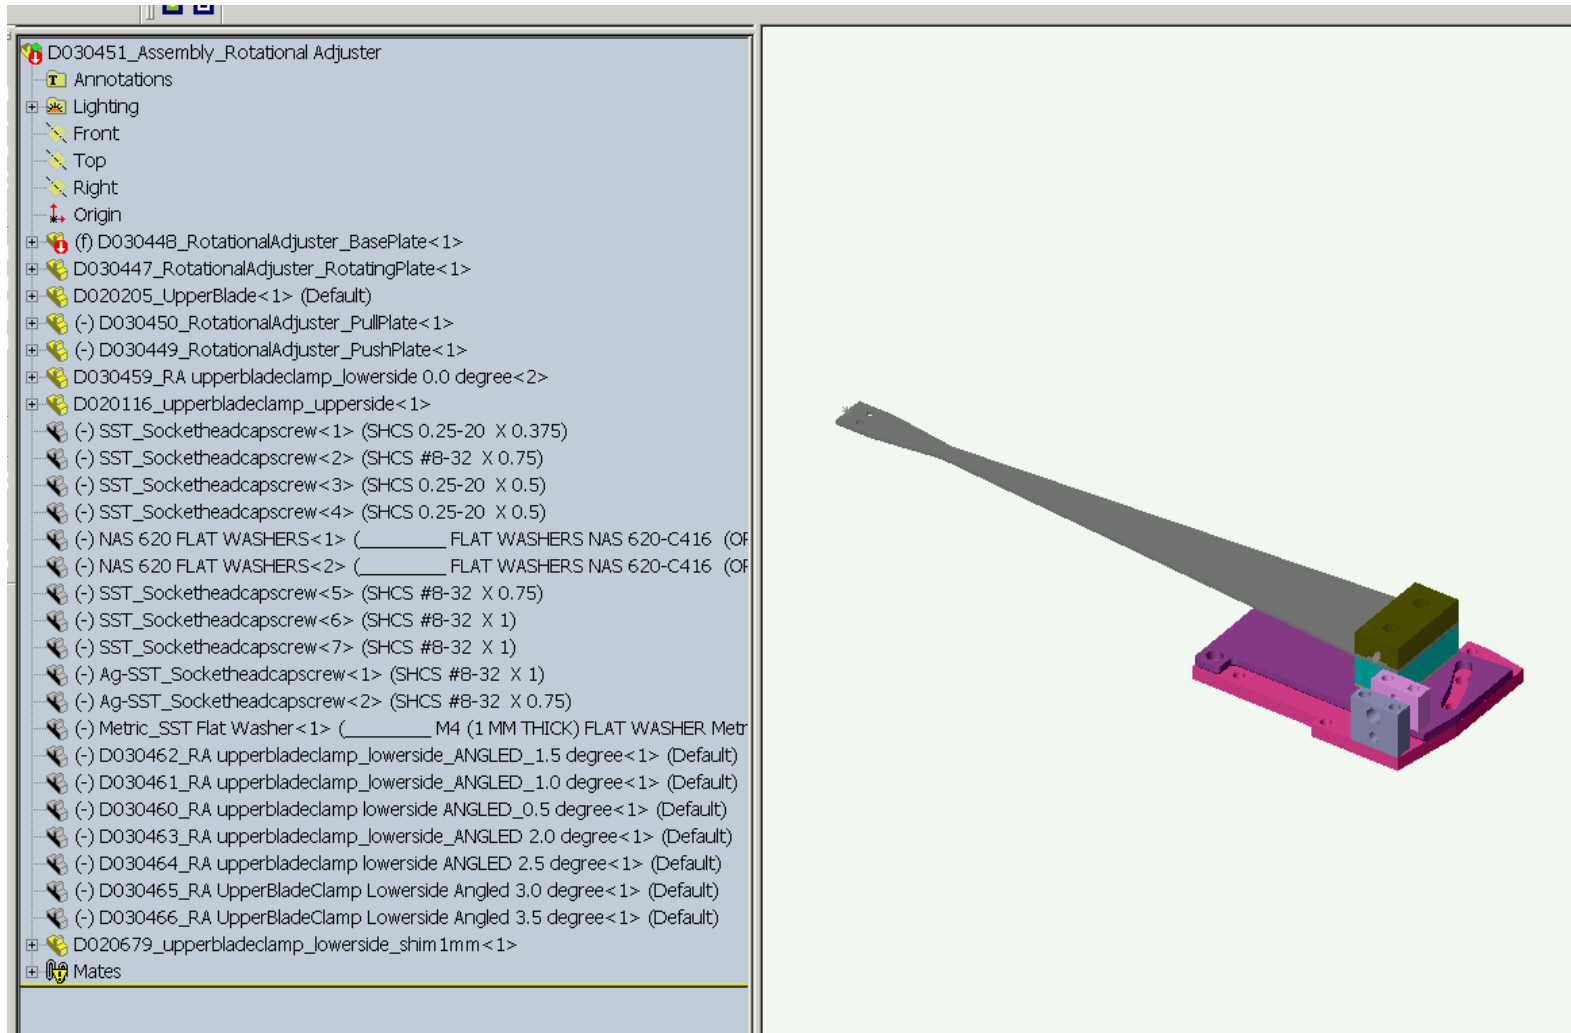 D030451_Assembly_Rotational Adjuster
Annotations
Lighting
Front
Top
Right
Origin
(f) D030448_RotationalAdjuster_BasePlate<1>
D030447_RotationalAdjuster_RotatingPlate<1>
D020205_UpperBlade<1> (Default)
(-) D030450_RotationalAdjuster_PullPlate<1>
(-) D030449_RotationalAdjuster_PushPlate<1>
D030459_RA upperbladeclamp_lowerside 0.0 degree<2>
D020116_upperbladeclamp_upperside<1>
(-) SST_Socketheadcapscrew<1> (SHCS 0.25-20 X 0.375)
(-) SST_Socketheadcapscrew<2> (SHCS #8-32 X 0.75)
(-) SST_Socketheadcapscrew<3> (SHCS 0.25-20 X 0.5)
(-) SST_Socketheadcapscrew<4> (SHCS 0.25-20 X 0.5)
(-) NAS 620 FLAT WASHERS<1> (________ FLAT WASHERS NAS 620-C416 (OF
(-) NAS 620 FLAT WASHERS<2> (________ FLAT WASHERS NAS 620-C416 (OF
(-) SST_Socketheadcapscrew<5> (SHCS #8-32 X 0.75)
(-) SST_Socketheadcapscrew<6> (SHCS #8-32 X 1)
(-) SST_Socketheadcapscrew<7> (SHCS #8-32 X 1)
(-) Ag-SST_Socketheadcapscrew<1> (SHCS #8-32 X 1)
(-) Ag-SST_Socketheadcapscrew<2> (SHCS #8-32 X 0.75)
(-) Metric_SST Flat Washer<1> (________ M4 (1 MM THICK) FLAT WASHER Metr
(-) D030462_RA upperbladeclamp_lowerside_ANGLED_1.5 degree<1> (Default)
(-) D030461_RA upperbladeclamp_lowerside_ANGLED_1.0 degree<1> (Default)
(-) D030460_RA upperbladeclamp lowerside ANGLED_0.5 degree<1> (Default)
(-) D030463_RA upperbladeclamp_lowerside_ANGLED 2.0 degree<1> (Default)
(-) D030464_RA upperbladeclamp lowerside ANGLED 2.5 degree<1> (Default)
(-) D030465_RA UpperBladeClamp Lowerside Angled 3.0 degree<1> (Default)
(-) D030466_RA UpperBladeClamp Lowerside Angled 3.5 degree<1> (Default)
D020679_upperbladeclamp_lowerside_shim1mm<1>
Mates